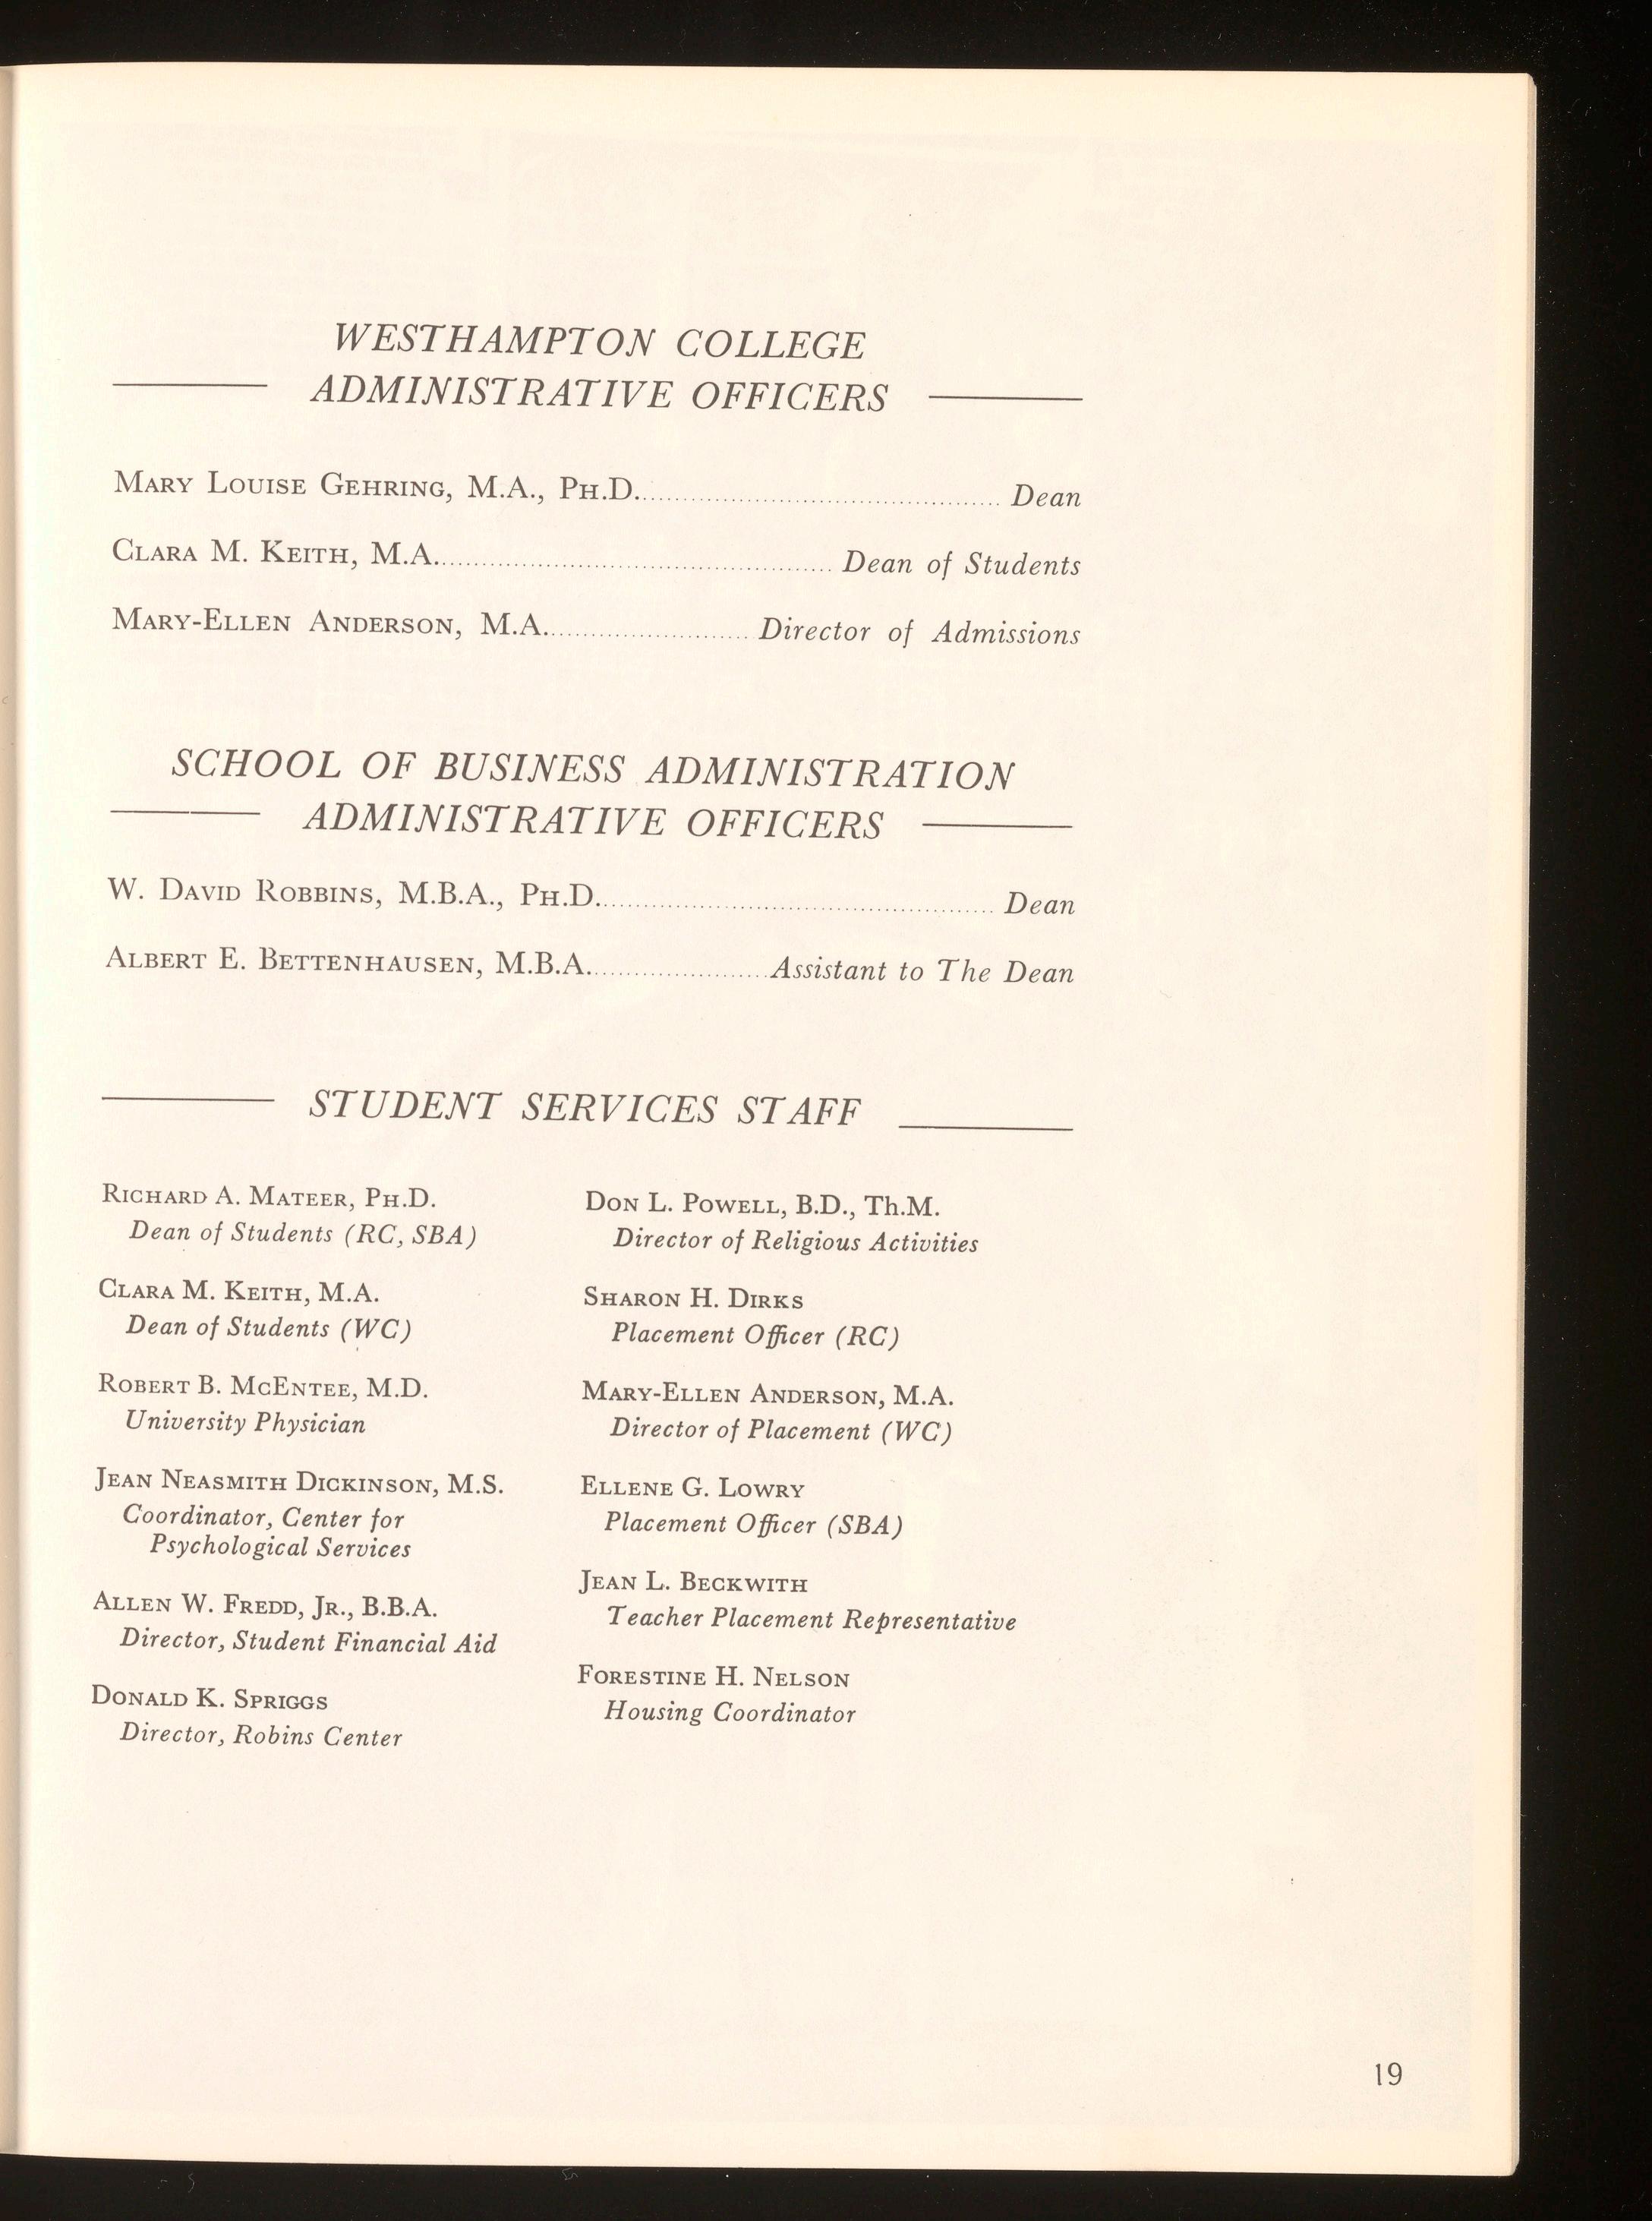 WESTHAMPTON COLLEGE
ADMINISTRATIVE OFFICERS
MARY LOUISE GEHRING, M.A., PH.D. Dean
CLARA M. KEITH, M.A. Dean of Students
MARY-ELLEN ANDERSON, M.A. Director of Admissions
SCHOOL OF BUSINESS ADMINISTRATION
ADMINISTRATIVE OFFICERS
W. DAVID ROBBINS, M.B.A., PH.D. Dean
ALBERT E. BETTENHAUSEN, M.B.A. Assistant to The Dean
STUDENT SERVICES STAFF
RICHARD A. MATEER, PH.D.
Dean of Students (RC, SBA)
CLARA M. KEITH, M.A.
Dean of Students (WC)
ROBERT B. MCENTEE, M.D.
University Physician
JEAN NEASMITH DICKINSON, M.S.
Coordinator, Center for
Psychological Services
ALLEN W. FREDD, JR., B.B.A.
Director, Student Financial Aid
DONALD K. SPRIGGS
Director, Robins Center
DON L. POWELL, B.D., Th.M.
Director of Religious Activities
SHARON H. DIRKS
Placement Officer (RC)
MARY-ELLEN ANDERSON, M.A.
Director of Placement (WC)
ELLENE G. LOWRY
Placement Officer (SBA)
JEAN L. BECKWITH
Teacher Placement Representative
FORESTINE H. NELSON
Housing Coordinator
19